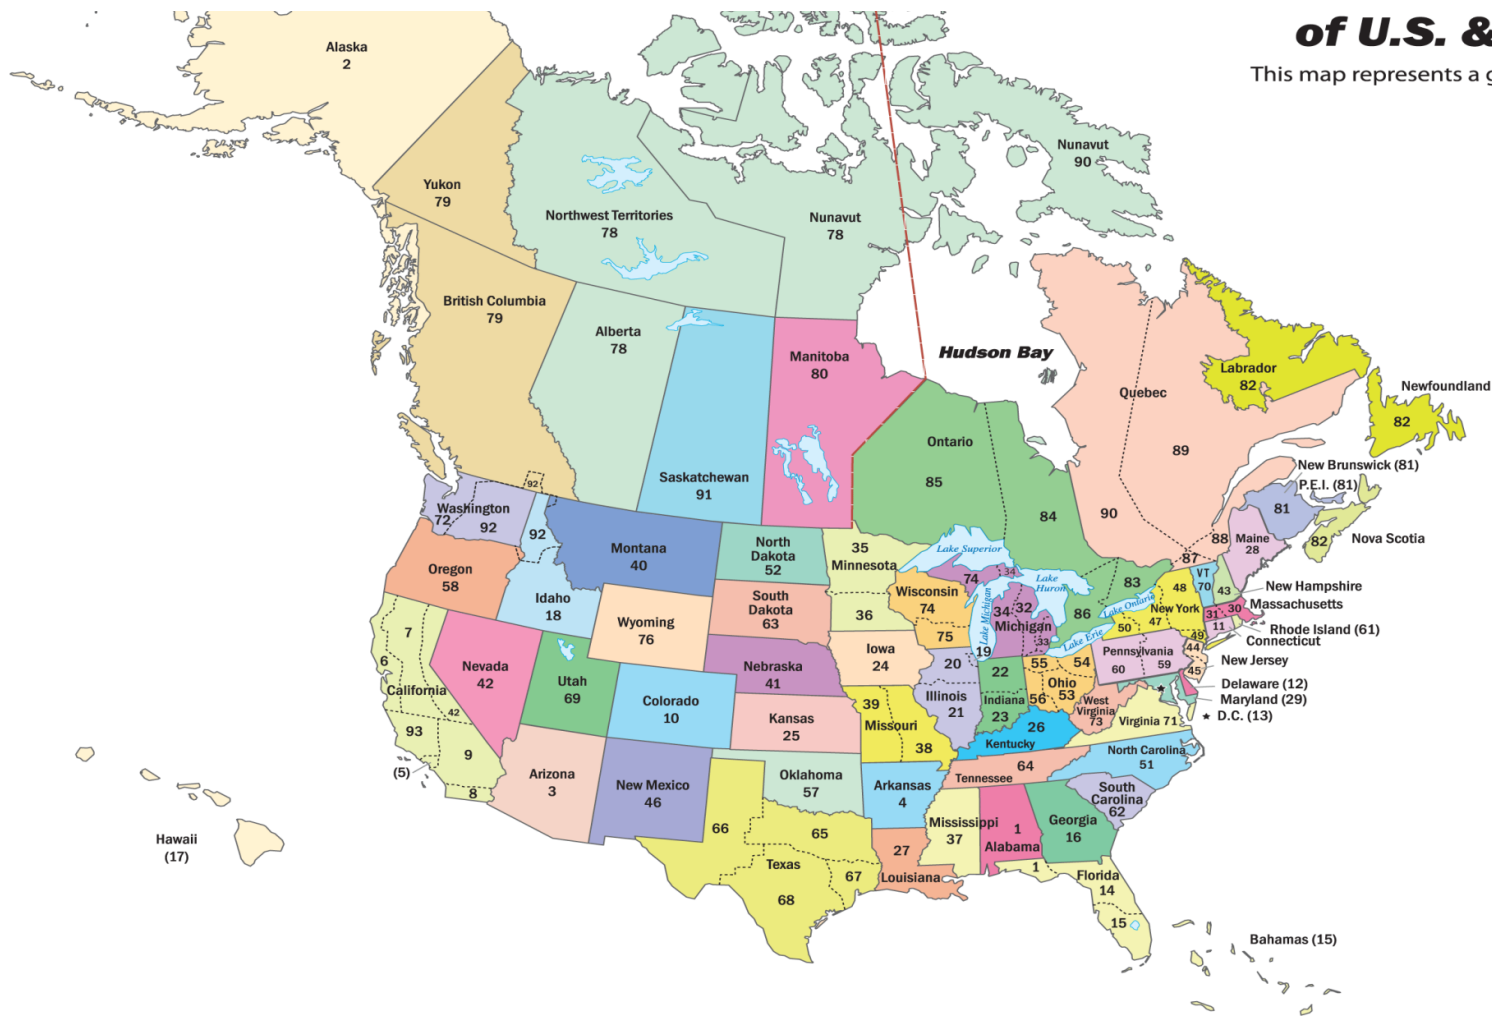 of U.S. &
This map represents a g
Alaska
2
Yukon
79
Northwest Territories
78
Nunavut
78
Nunavut
90
British Columbia
79
Alberta
78
Saskatchewan
91
Manitoba
80
Hudson Bay
Ontario
85
84
83
86
Quebec
89
90
88
87
Labrador
82
Newfoundland
82
New Brunswick (81)
P.E.I. (81)
81
82
Nova Scotia
Maine
28
Washington
72
92
92
92
Montana
40
North
Dakota
52
35
Minnesota
36
Lake Superior
Lake
Huron
Lake Michigan
Lake Ontario
Lake Erie
Oregon
58
Idaho
18
Wyoming
76
South
Dakota
63
Wisconsin
74
75
74
34
34
32
Michigan
33
19
VT
70
43
New Hampshire
Massachusetts
31
30
11
Rhode Island (61)
Connecticut
48
New York
47
50
49
44
45
New Jersey
Delaware (12)
Maryland (29)
★ D.C. (13)
★
Pennsylvania
60
59
7
6
California
42
93
9
(5)
8
Nevada
42
Utah
69
Colorado
10
Nebraska
41
Iowa
24
20
Illinois
21
22
Indiana
23
55
54
Ohio
53
56
West
Virginia
73
Virginia 71
Kansas
25
39
Missouri
38
26
Kentucky
North Carolina
51
64
Tennessee
South
Carolina
62
Arizona
3
New Mexico
46
Oklahoma
57
Arkansas
4
Mississippi
37
1
Alabama
Georgia
16
66
65
Texas
67
68
27
Louisiana
1
Florida
14
15
Hawaii
(17)
Bahamas (15)